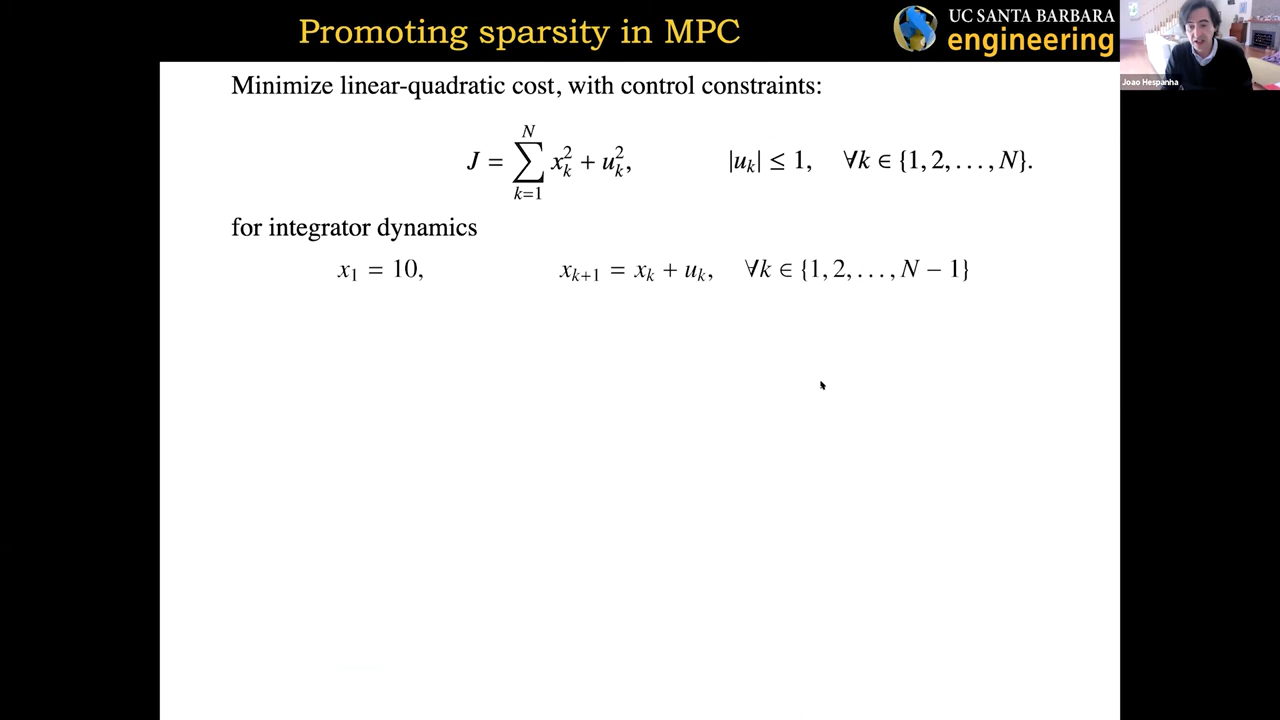 Promoting sparsity in MPC
UC SANTA BARBARA
engineering
Joao Hespanha
Minimize linear-quadratic cost, with control constraints:
J = ∑_{k=1}^{N} x_k^2 + u_k^2, |u_k| ≤ 1, ∀k ∈ {1, 2, . . . , N}.
for integrator dynamics
x_1 = 10, x_{k+1} = x_k + u_k, ∀k ∈ {1, 2, . . . , N − 1}